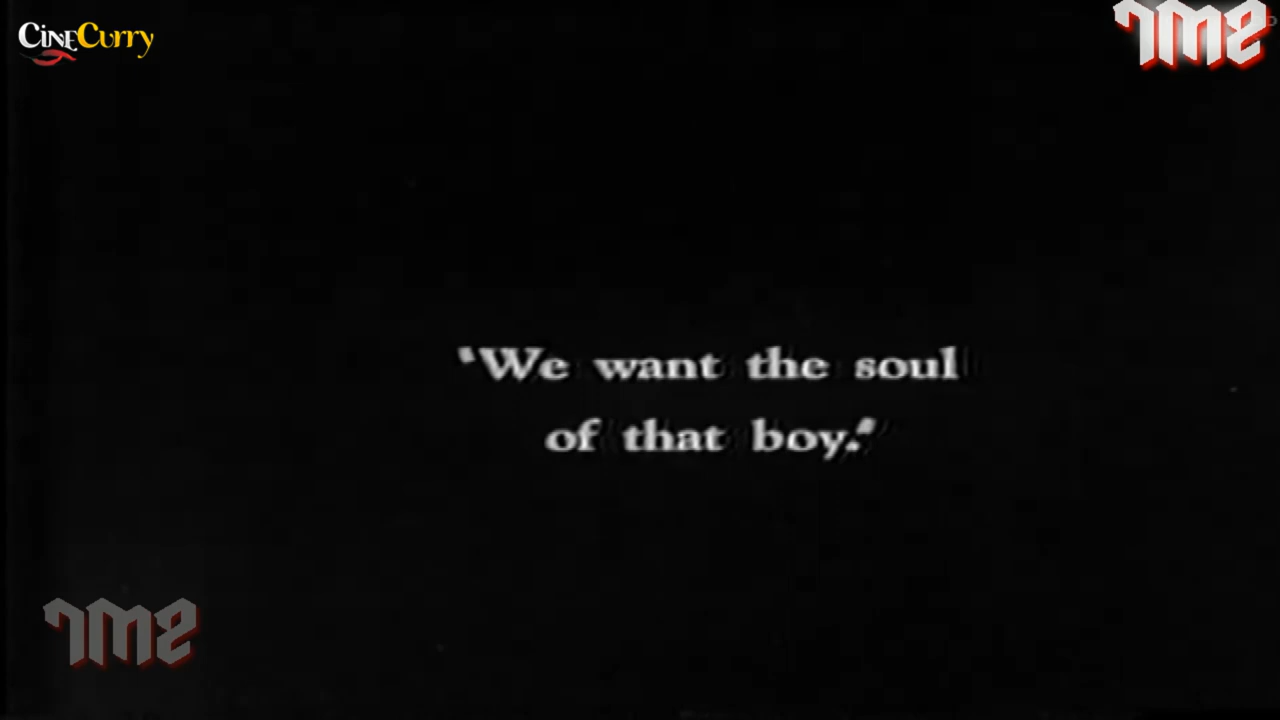 CineCurry
"We want the soul
of that boy."